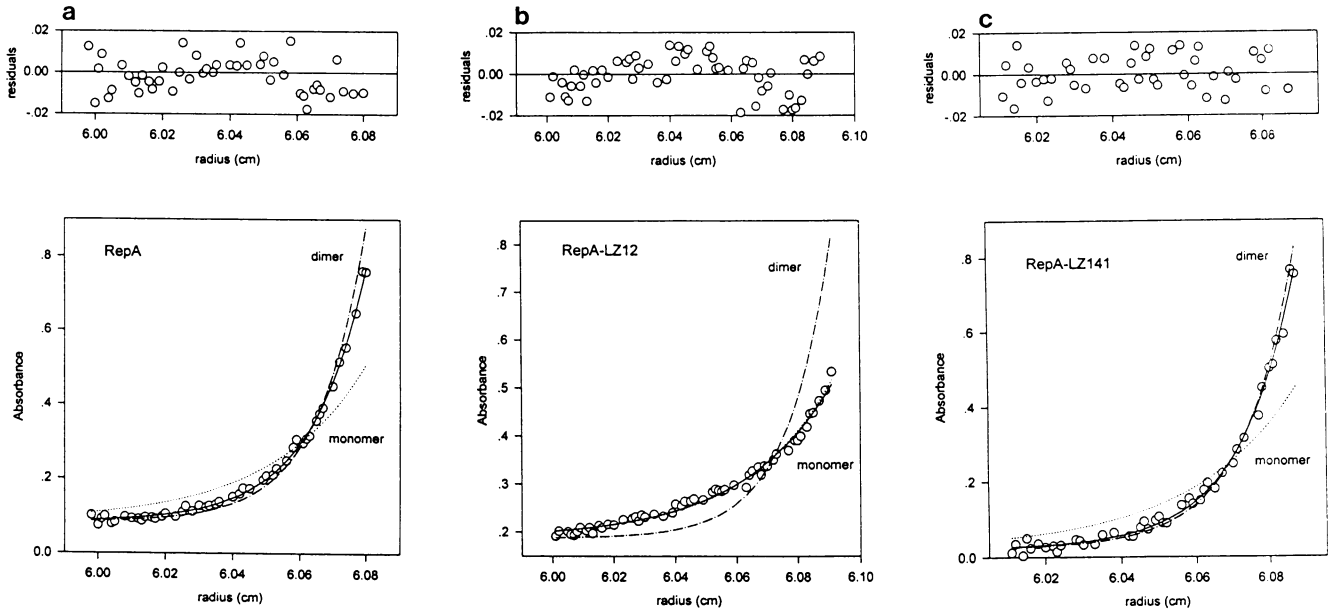 a
.02
0.00
-.02
residuals
6.00 6.02 6.04 6.06 6.08
radius (cm)
b
.02
0.00
-.02
residuals
6.00 6.02 6.04 6.06 6.08 6.10
radius (cm)
c
.02
0.00
-.02
residuals
6.02 6.04 6.06 6.08
radius (cm)
RepA
dimer
monomer
.8
.6
.4
.2
0.0
Absorbance
6.00 6.02 6.04 6.06 6.08
radius (cm)
RepA-LZ12
dimer
monomer
.8
.7
.6
.5
.4
.3
.2
Absorbance
6.00 6.02 6.04 6.06 6.08 6.10
radius (cm)
RepA-LZ141
dimer
monomer
.8
.6
.4
.2
0.0
Absorbance
6.02 6.04 6.06 6.08
radius (cm)